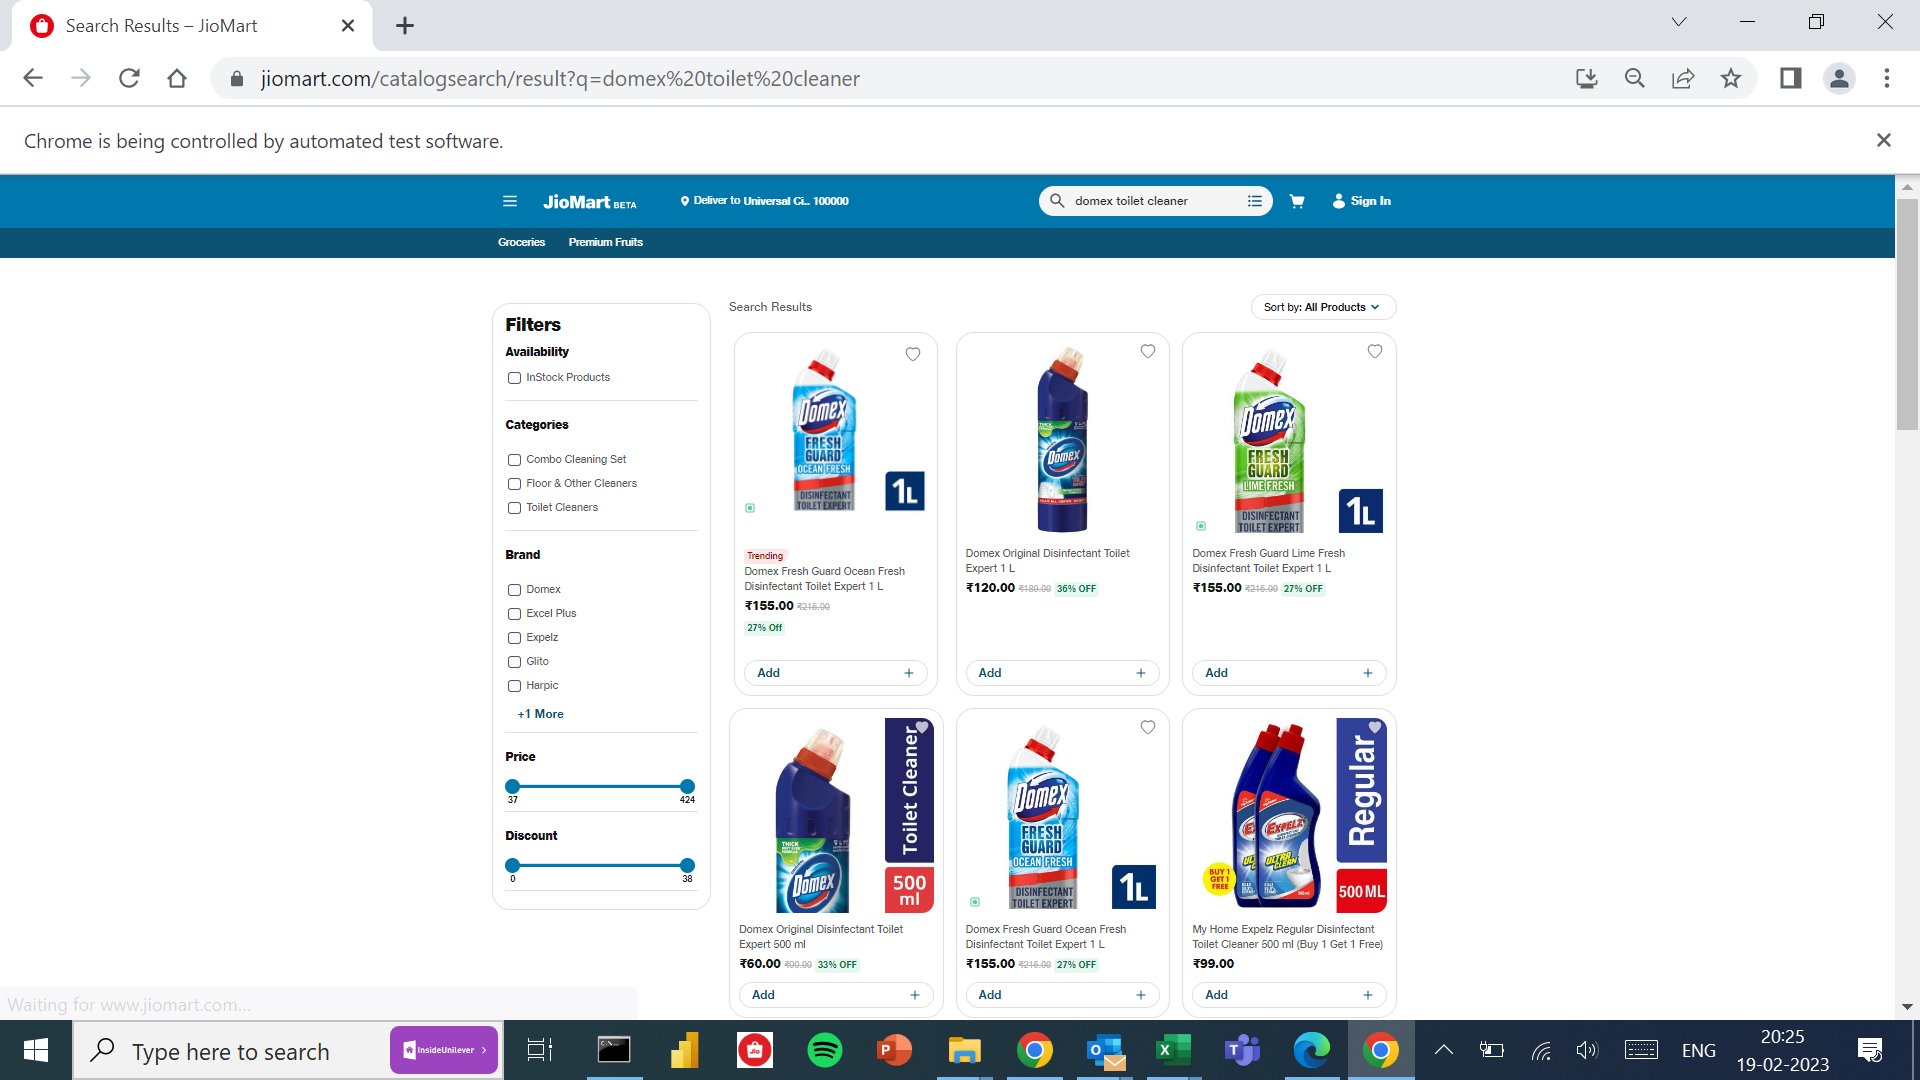 Search Results – JioMart
jiomart.com/catalogsearch/result?q=domex%20toilet%20cleaner
Chrome is being controlled by automated test software.
JioMart BETA
Deliver to Universal Ci... 100000
domex toilet cleaner
Sign In
Groceries
Premium Fruits
Filters
Availability
InStock Products
Categories
Combo Cleaning Set
Floor & Other Cleaners
Toilet Cleaners
Brand
Domex
Excel Plus
Expelz
Glito
Harpic
+1 More
Price
37
424
Discount
0
38
Search Results
Sort by: All Products
Domex
FRESH
GUARD
OCEAN FRESH
DISINFECTANT
TOILET EXPERT
1L
Trending
Domex Fresh Guard Ocean Fresh
Disinfectant Toilet Expert 1 L
₹155.00 ₹215.00
27% Off
Add
Domex
Domex Original Disinfectant Toilet
Expert 1 L
₹120.00 ₹189.00 36% OFF
Add
Domex
FRESH
GUARD
LIME FRESH
DISINFECTANT
TOILET EXPERT
1L
Domex Fresh Guard Lime Fresh
Disinfectant Toilet Expert 1 L
₹155.00 ₹215.00 27% OFF
Add
THICK
Domex
Toilet Cleaner
500
ml
Domex Original Disinfectant Toilet
Expert 500 ml
₹60.00 ₹90.00 33% OFF
Add
Domex
FRESH
GUARD
OCEAN FRESH
DISINFECTANT
TOILET EXPERT
1L
Domex Fresh Guard Ocean Fresh
Disinfectant Toilet Expert 1 L
₹155.00 ₹215.00 27% OFF
Add
EXPELZ
ULTRA
CLEAN
BUY 1
GET 1
FREE
Regular
500 ML
My Home Expelz Regular Disinfectant
Toilet Cleaner 500 ml (Buy 1 Get 1 Free)
₹99.00
Add
Waiting for www.jiomart.com...
Type here to search
InsideUnilever
Jio
ENG
20:25
19-02-2023